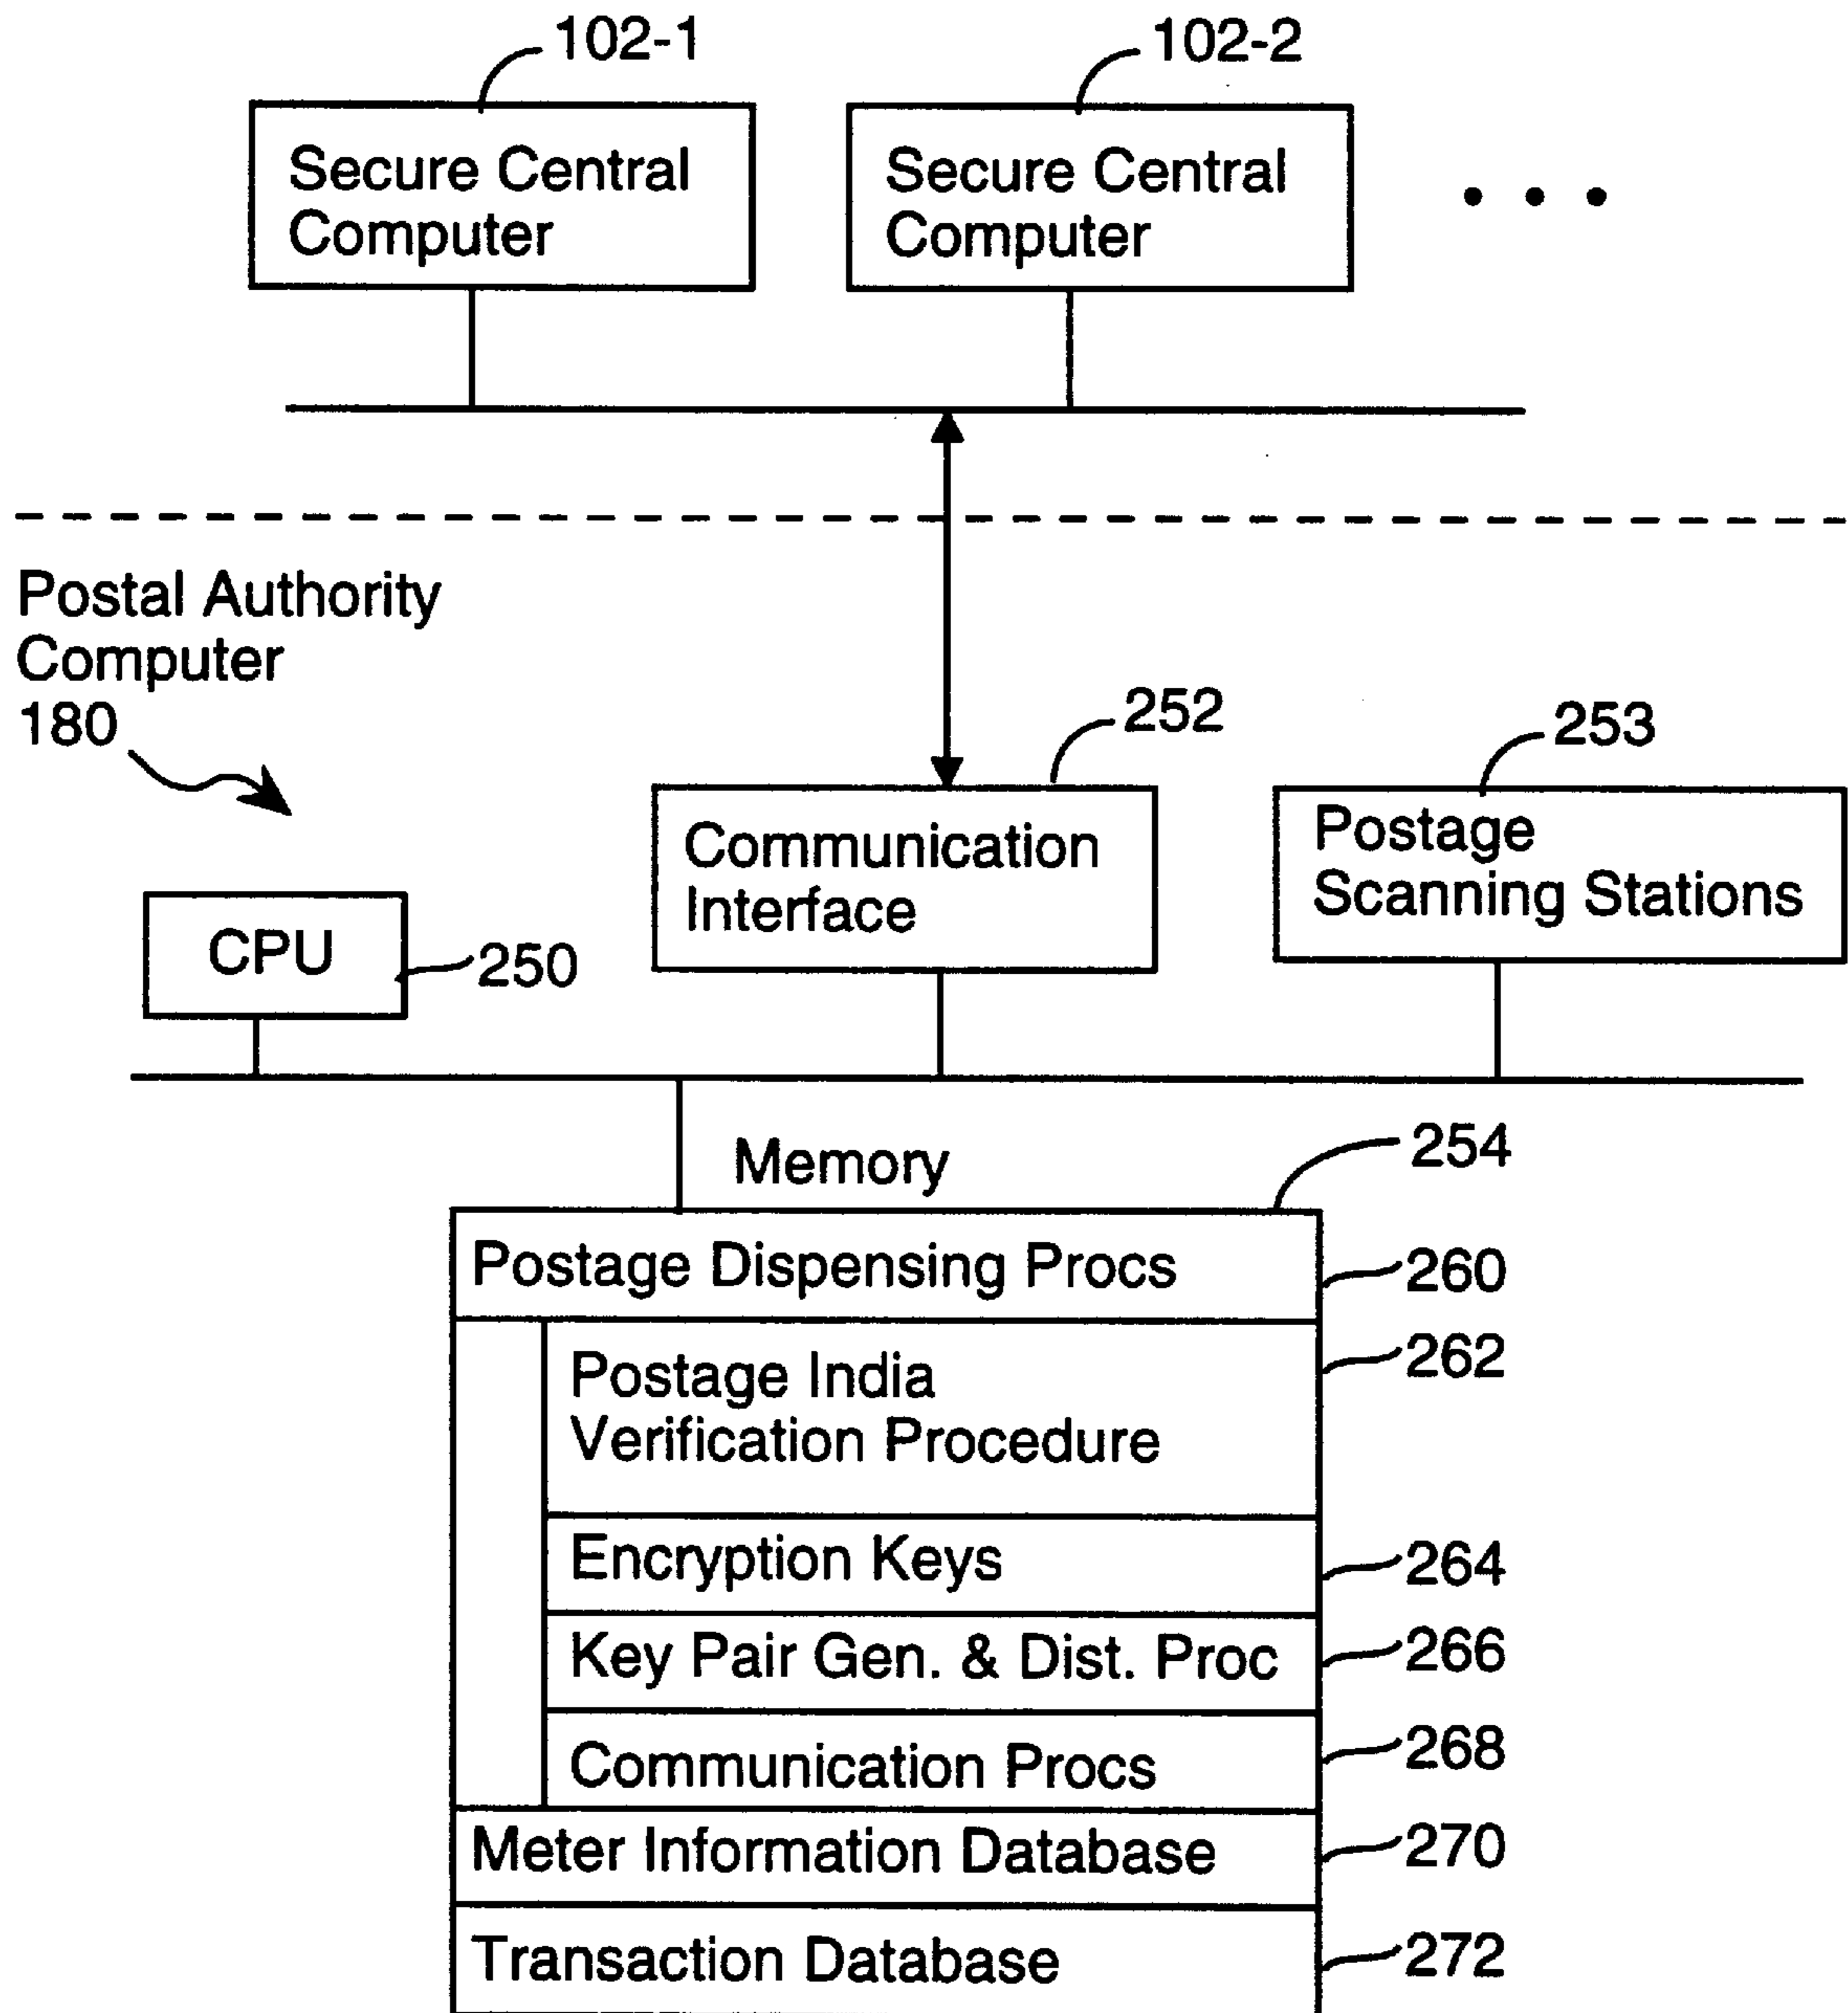 102-1
102-2
Secure Central
Computer
Secure Central
Computer
Postal Authority
Computer
180
252
253
Communication
Interface
Postage
Scanning Stations
CPU
250
Memory
254
Postage Dispensing Procs
260
Postage India
Verification Procedure
262
Encryption Keys
264
Key Pair Gen. & Dist. Proc
266
Communication Procs
268
Meter Information Database
270
Transaction Database
272